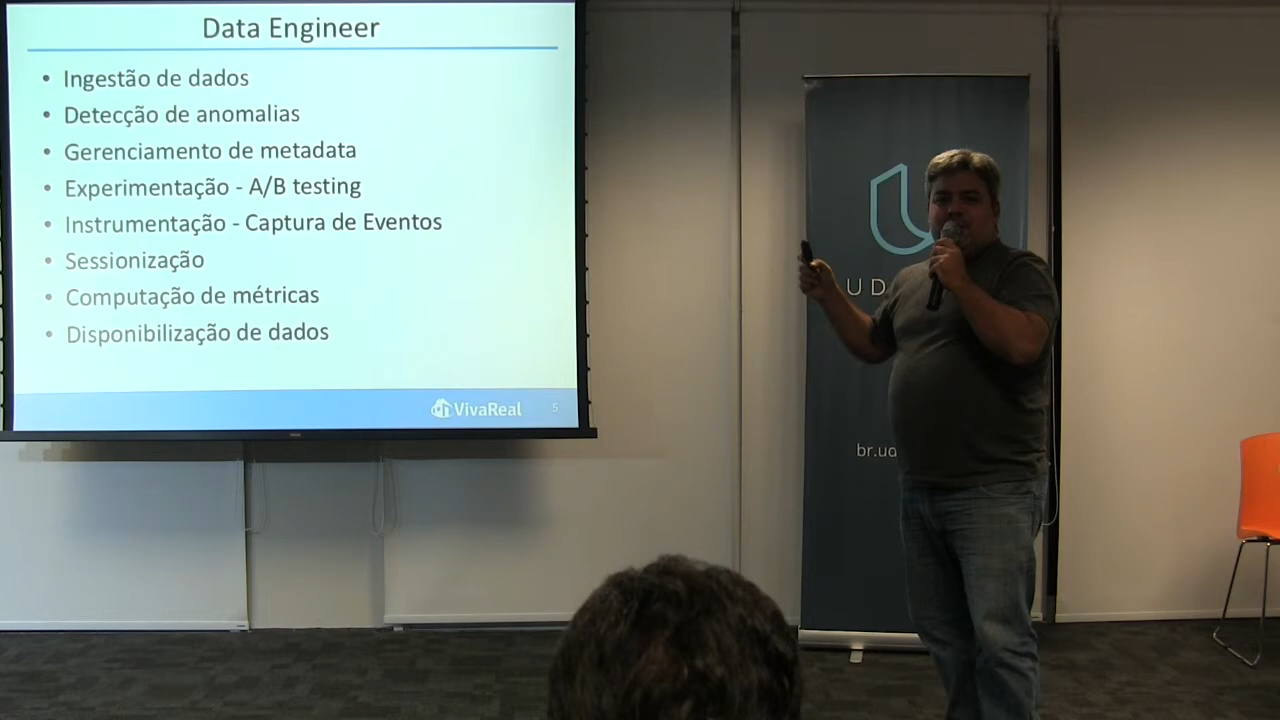 Data Engineer
• Ingestão de dados
• Detecção de anomalias
• Gerenciamento de metadata
• Experimentação - A/B testing
• Instrumentação - Captura de Eventos
• Sessionização
• Computação de métricas
• Disponibilização de dados
VivaReal 5
U D
br.ud